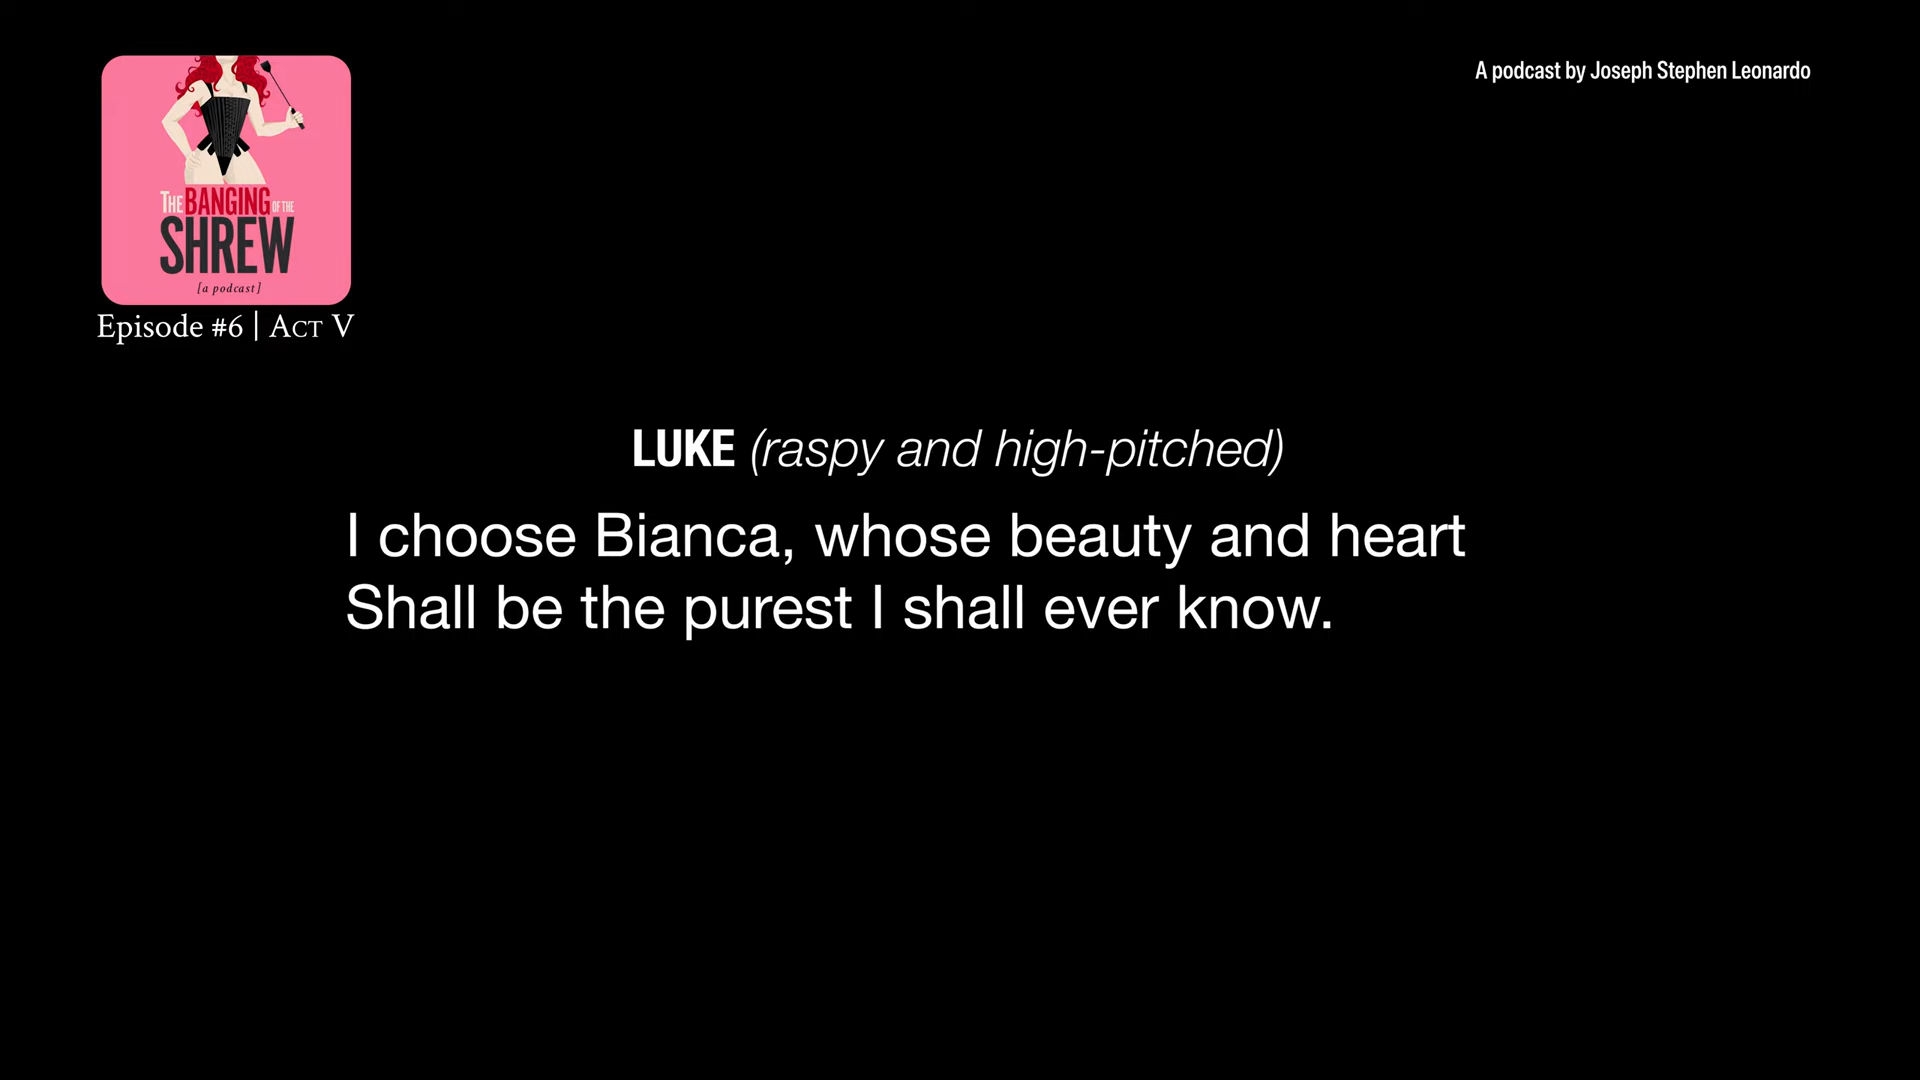 A podcast by Joseph Stephen Leonardo
THE BANGING OF THE
SHREW
[a podcast]
Episode #6 | ACT V
LUKE (raspy and high-pitched)
I choose Bianca, whose beauty and heart
Shall be the purest I shall ever know.